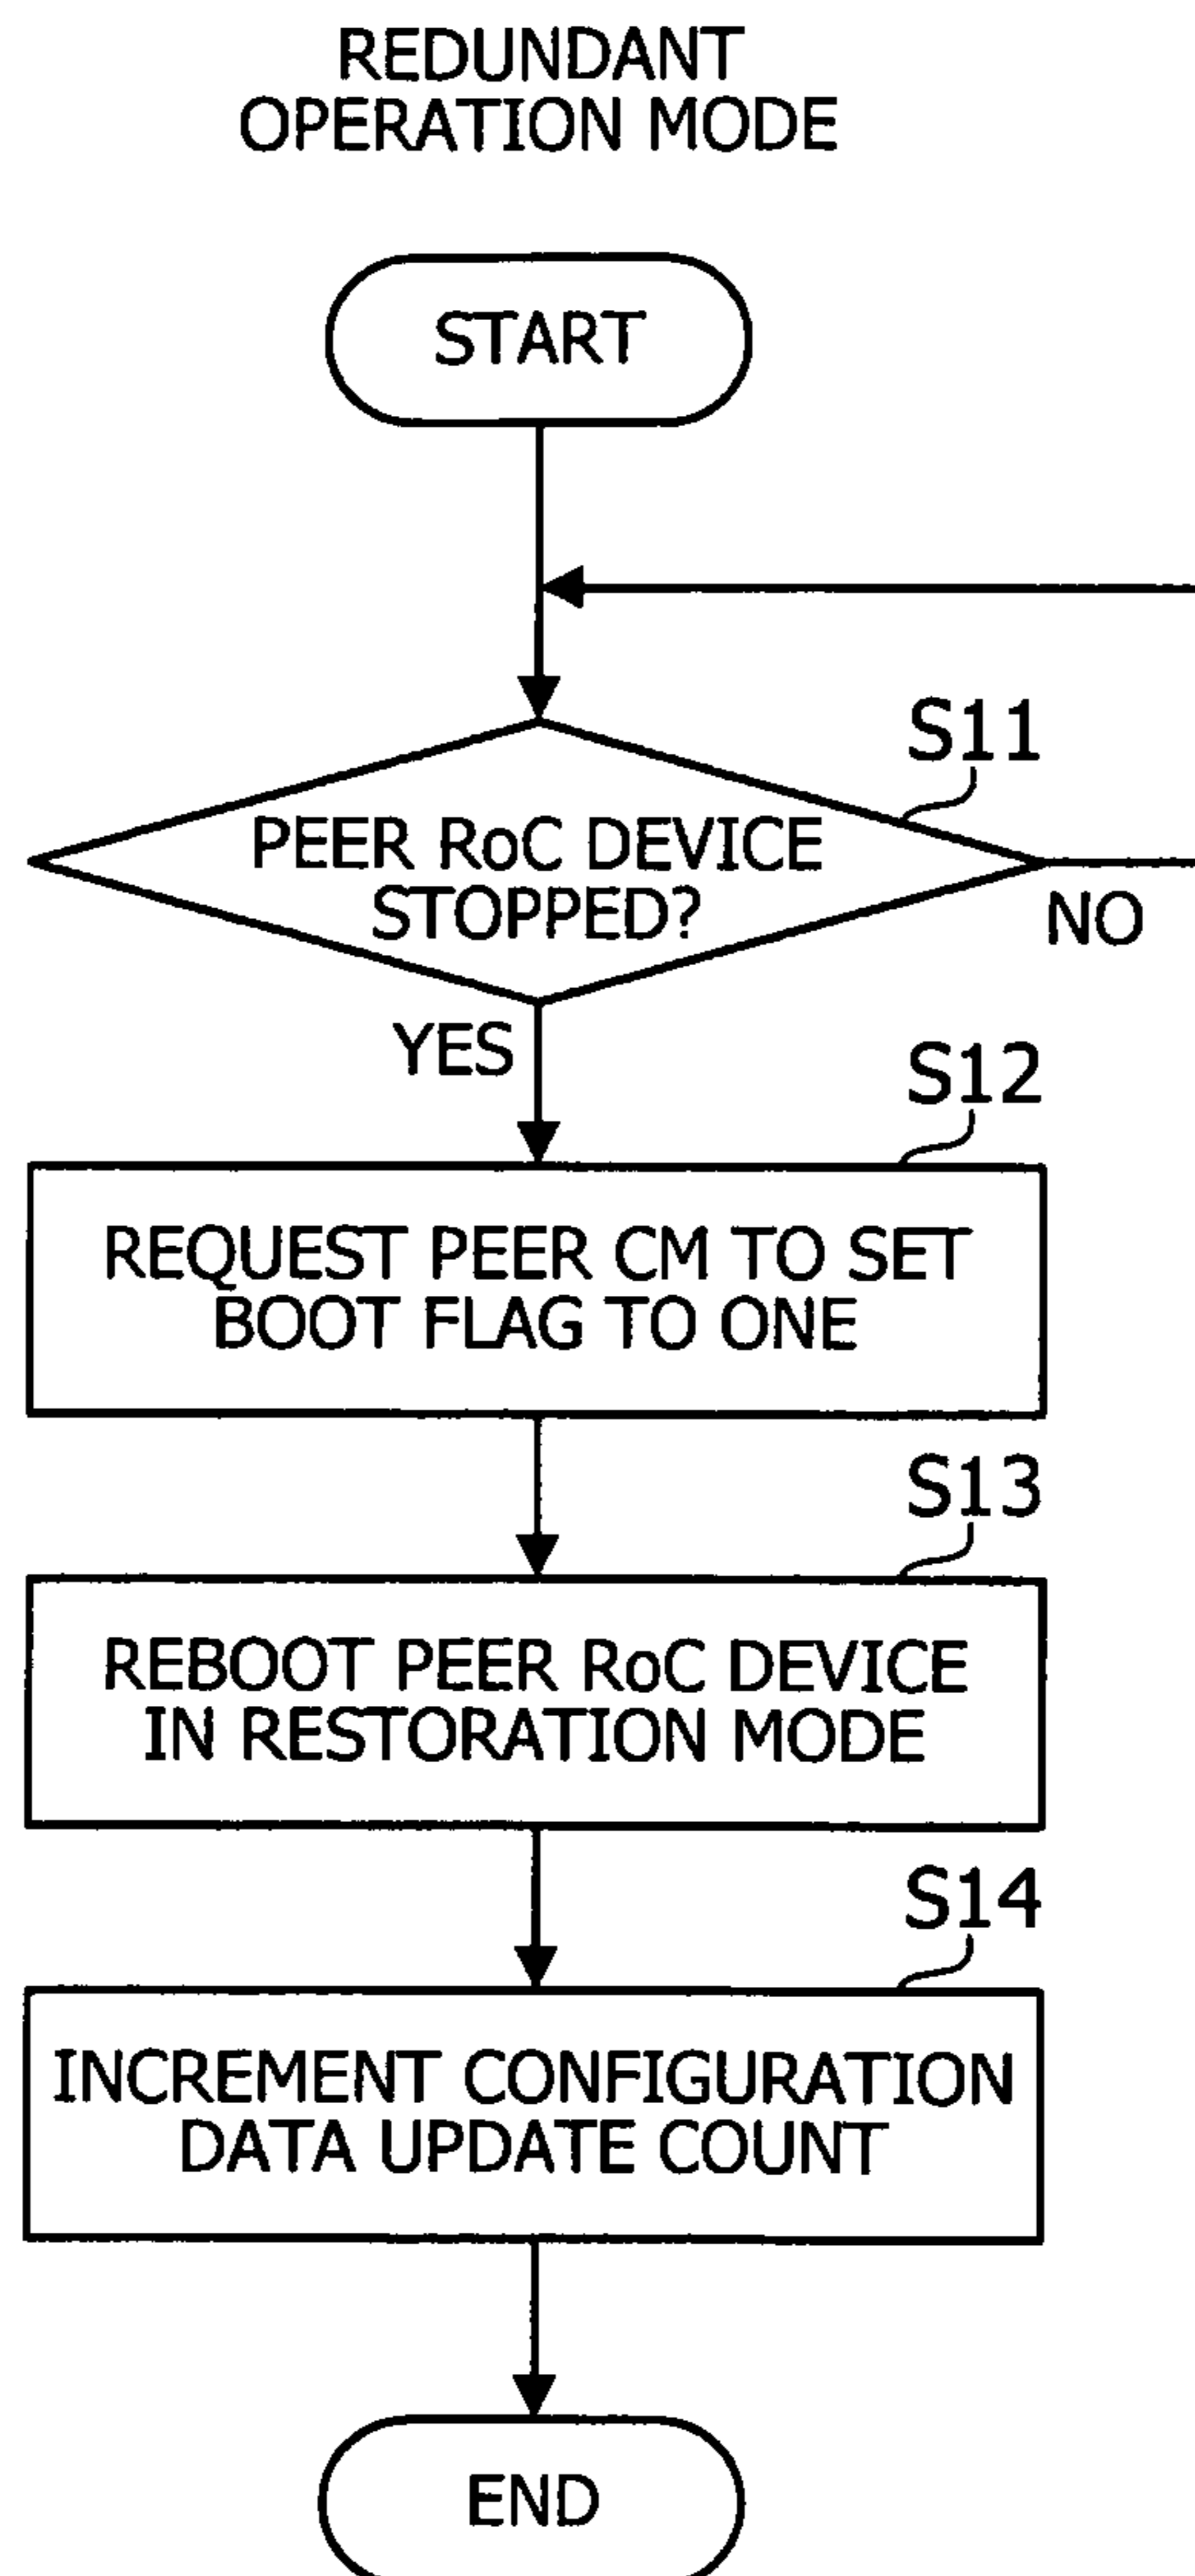 REDUNDANT
OPERATION MODE
START
S11
PEER RoC DEVICE
STOPPED?
NO
YES
S12
REQUEST PEER CM TO SET
BOOT FLAG TO ONE
S13
REBOOT PEER RoC DEVICE
IN RESTORATION MODE
S14
INCREMENT CONFIGURATION
DATA UPDATE COUNT
END